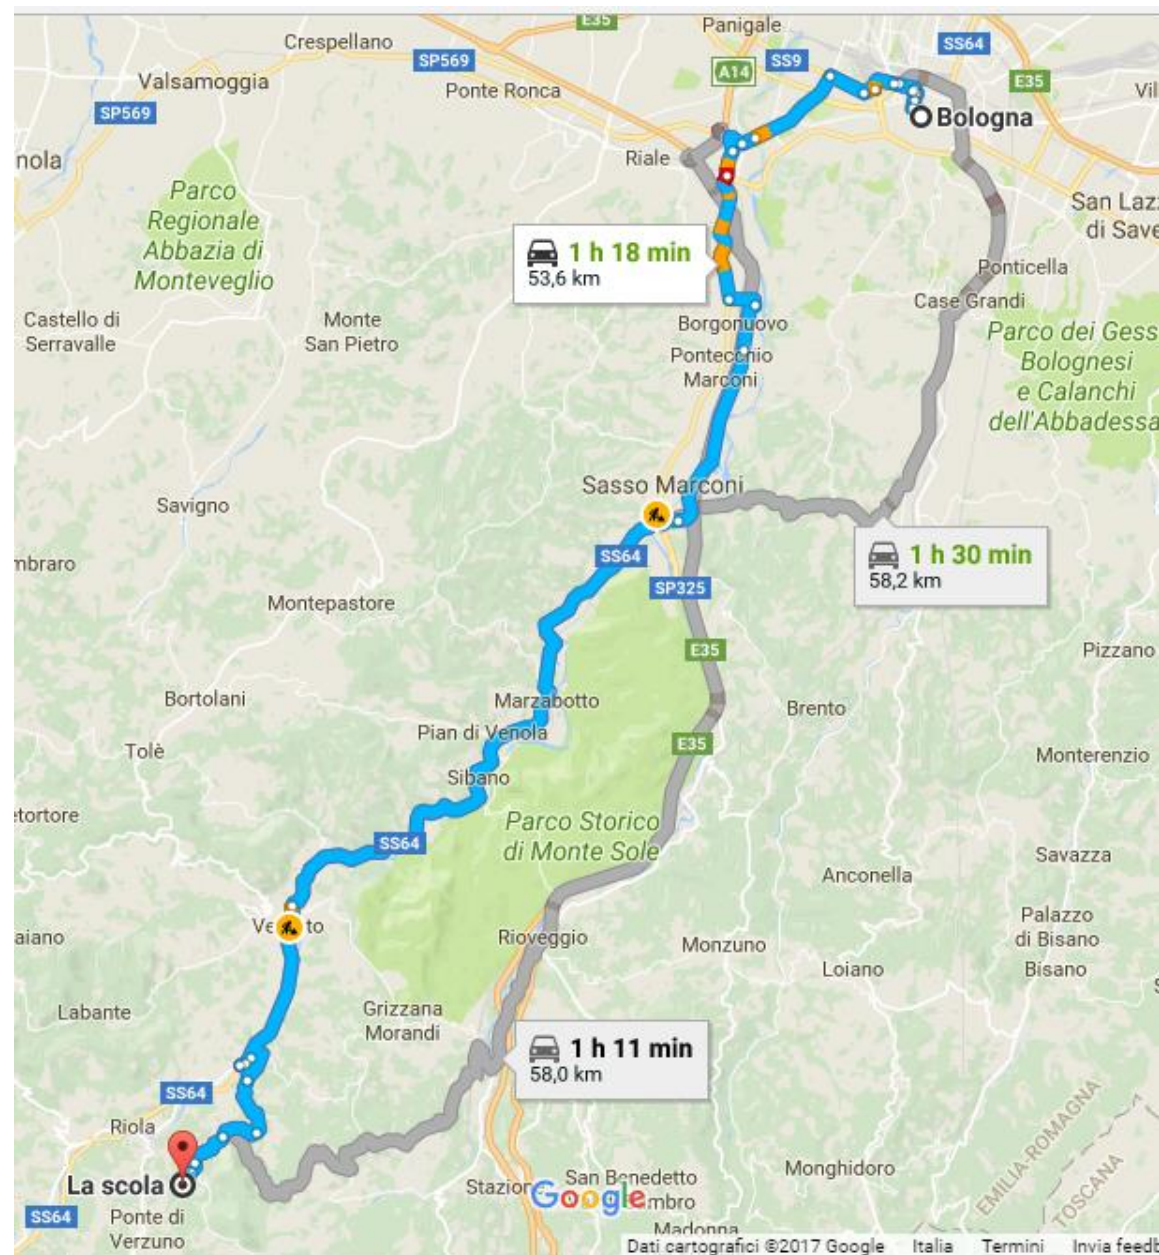 E35
Panigale
Crespellano
SS64
SP569
SS9
A14
Valsamoggia
Ponte Ronca
E35
SP569
Bologna
nola
Riale
Parco
Regionale
Abbazia di
Monteveglio
San Laz
di Save
1 h 18 min
53,6 km
Ponticella
Case Grandi
Castello di
Serravalle
Monte
San Pietro
Borgonuovo
Pontecchio
Marconi
Parco dei Gess
Bolognesi
e Calanchi
dell'Abbadessa
Savigno
Sasso Marconi
SS64
1 h 30 min
58,2 km
mbraro
SP325
Montepastore
E35
Pizzano
Bortolani
Marzabotto
Brento
Pian di Venola
E35
Tolè
Sibano
Monterenzio
etortore
Parco Storico
di Monte Sole
SS64
Savazza
Anconella
Palazzo
di Bisano
aiano
Rioveggio
Monzuno
Loiano
Bisano
Labante
Grizzana
Morandi
1 h 11 min
58,0 km
SS64
Riola
EMILIA-ROMAGNA
TOSCANA
La scola
Monghidoro
San Benedetto
Google
SS64
Ponte di
Verzuno
Madonna
Dati cartografici ©2017 Google Italia Termini Invia feedb